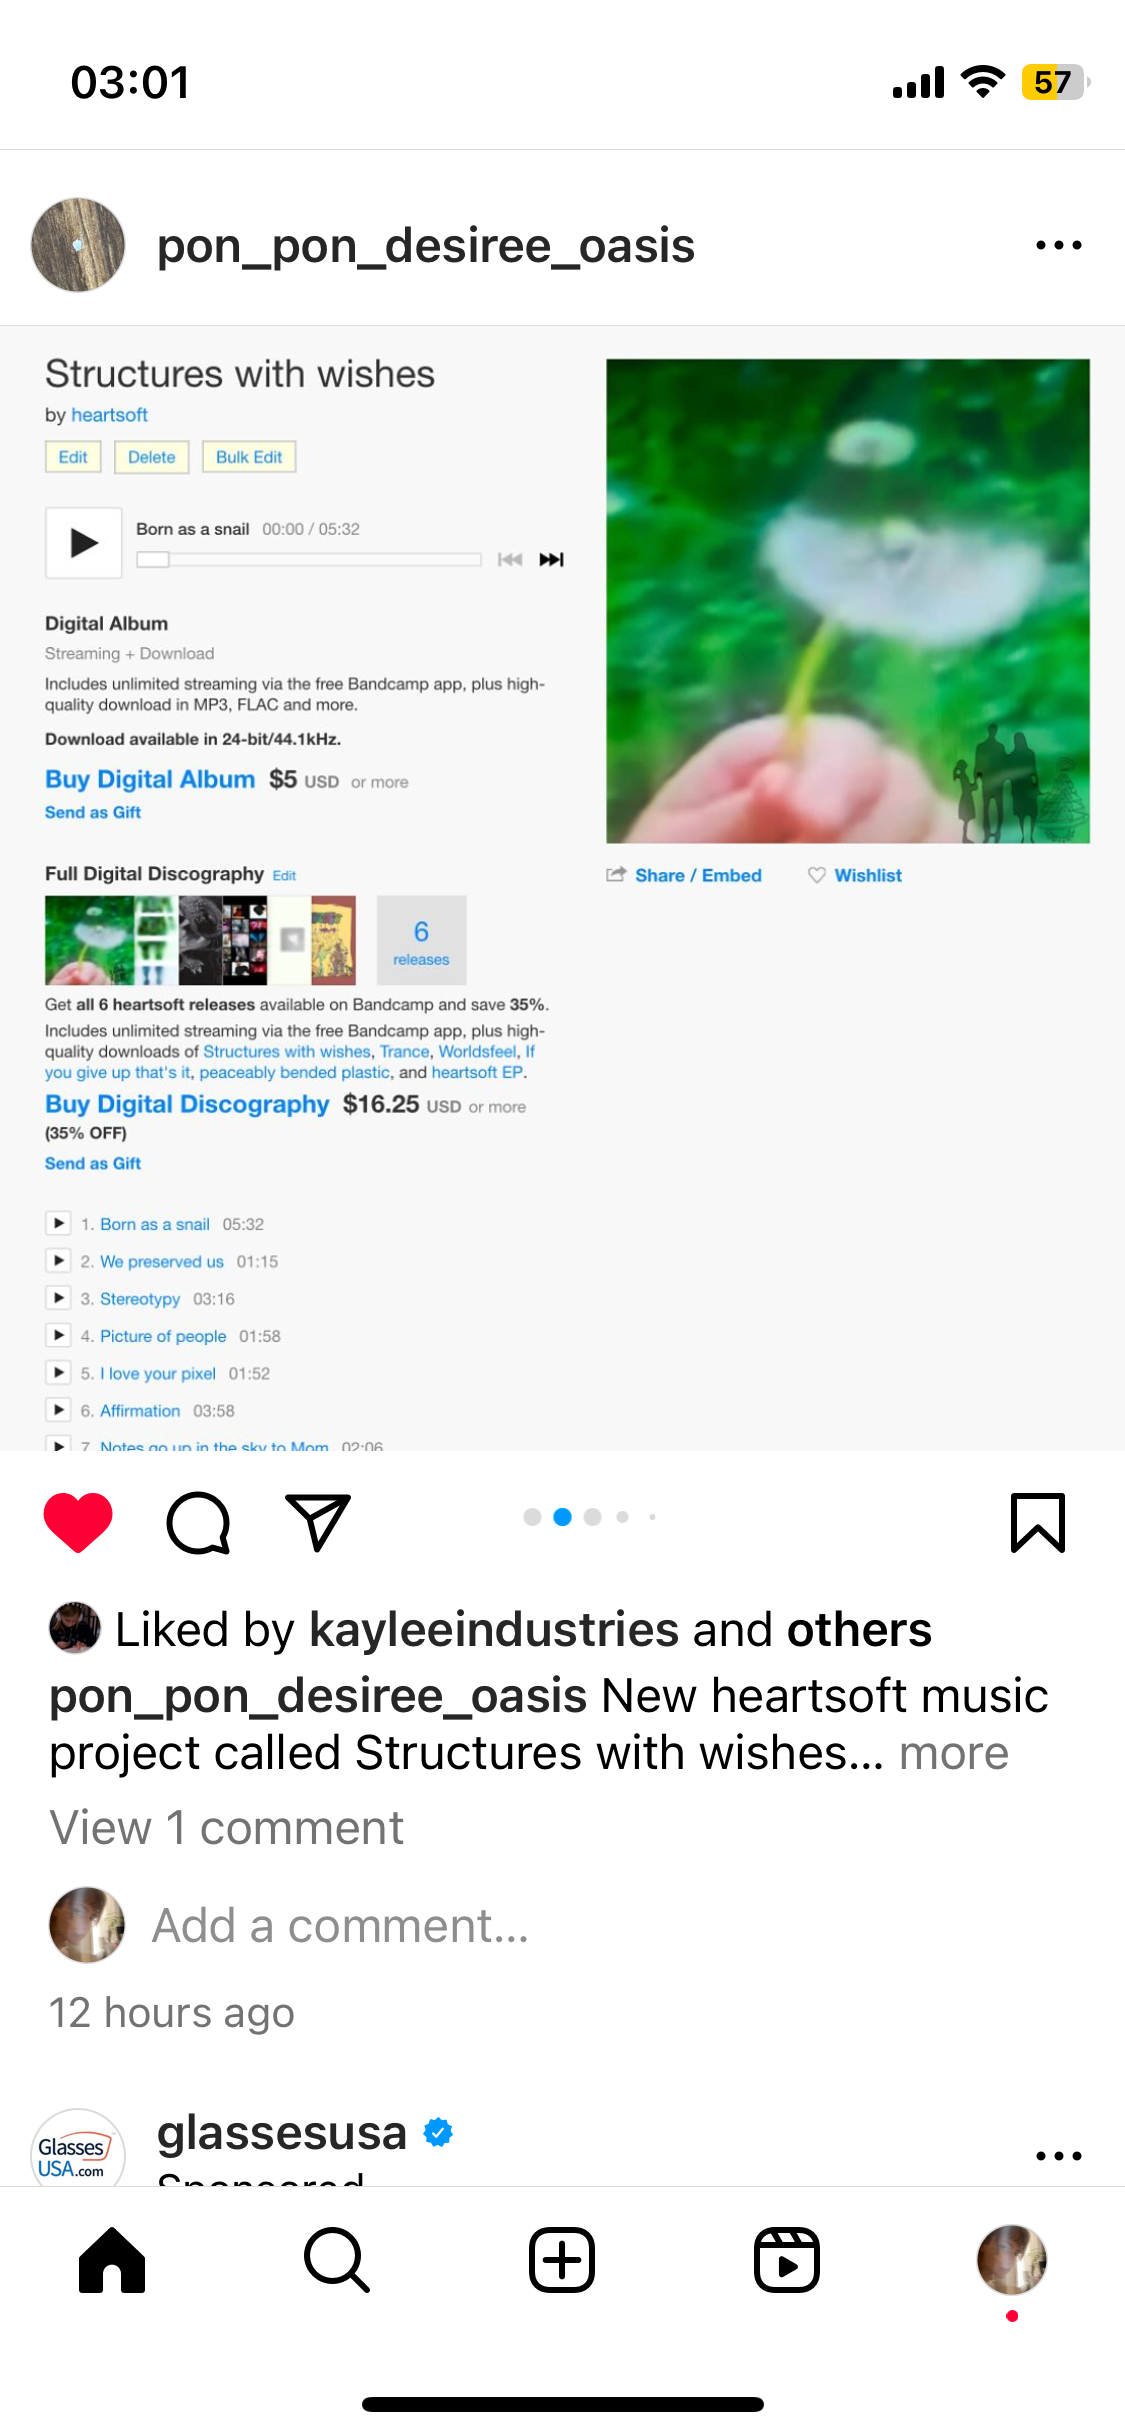 03:01
57
pon_pon_desiree_oasis
Structures with wishes
by heartsoft
Edit Delete Bulk Edit
Born as a snail 00:00 / 05:32
Digital Album
Streaming + Download
Includes unlimited streaming via the free Bandcamp app, plus high-
quality download in MP3, FLAC and more.
Download available in 24-bit/44.1kHz.
Buy Digital Album $5 USD or more
Send as Gift
Share / Embed Wishlist
Full Digital Discography Edit
6
releases
Get all 6 heartsoft releases available on Bandcamp and save 35%.
Includes unlimited streaming via the free Bandcamp app, plus high-
quality downloads of Structures with wishes, Trance, Worldsfeel, If
you give up that's it, peaceably bended plastic, and heartsoft EP.
Buy Digital Discography $16.25 USD or more
(35% OFF)
Send as Gift
1. Born as a snail 05:32
2. We preserved us 01:15
3. Stereotypy 03:16
4. Picture of people 01:58
5. I love your pixel 01:52
6. Affirmation 03:58
7. Notes go up in the sky to Mom 02:06
Liked by kayleeindustries and others
pon_pon_desiree_oasis New heartsoft music
project called Structures with wishes... more
View 1 comment
Add a comment...
12 hours ago
Glasses
USA.com
glassesusa
Sponsored